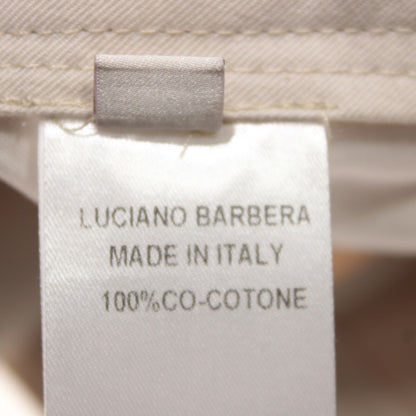 LUCIANO BARBERA
MADE IN ITALY
100%CO-COTONE